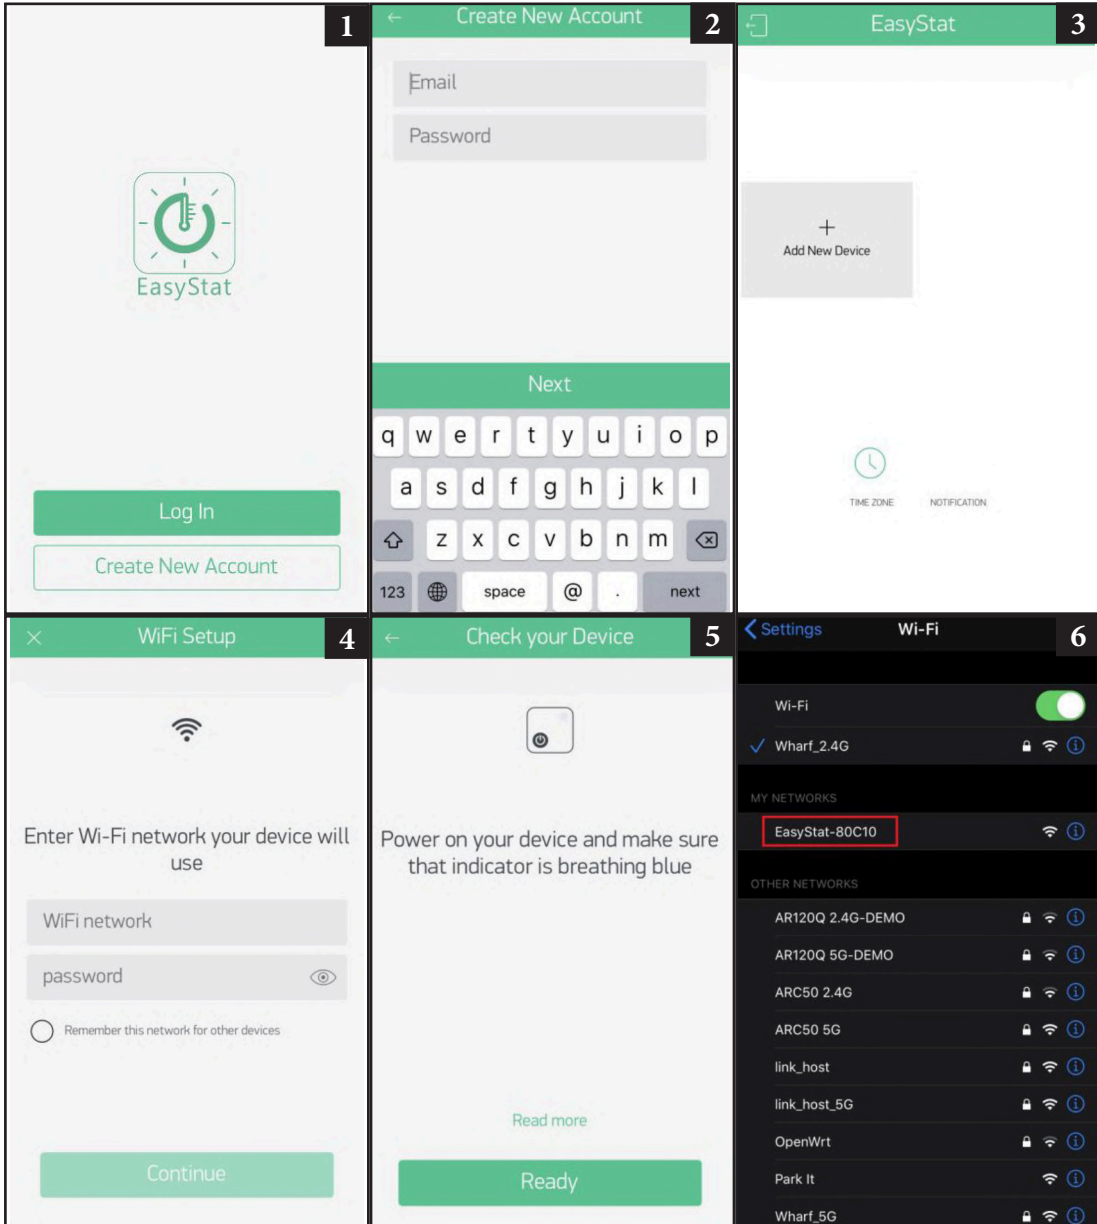 1
EasyStat
Log In
Create New Account
Create New Account
2
Email
Password
Next
q w e r t y u i o p
a s d f g h j k l
z x c v b n m
123 space @ . next
EasyStat
3
Add New Device
TIME ZONE NOTIFICATION
WiFi Setup
4
Enter Wi-Fi network your device will
use
WiFi network
password
Remember this network for other devices
Continue
Check your Device
5
Power on your device and make sure
that indicator is breathing blue
Read more
Ready
Settings Wi-Fi
6
Wi-Fi
Wharf_2.4G
MY NETWORKS
EasyStat-80C10
OTHER NETWORKS
AR120Q 2.4G-DEMO
AR120Q 5G-DEMO
ARC50 2.4G
ARC50 5G
link_host
link_host_5G
OpenWrt
Park It
Wharf_5G